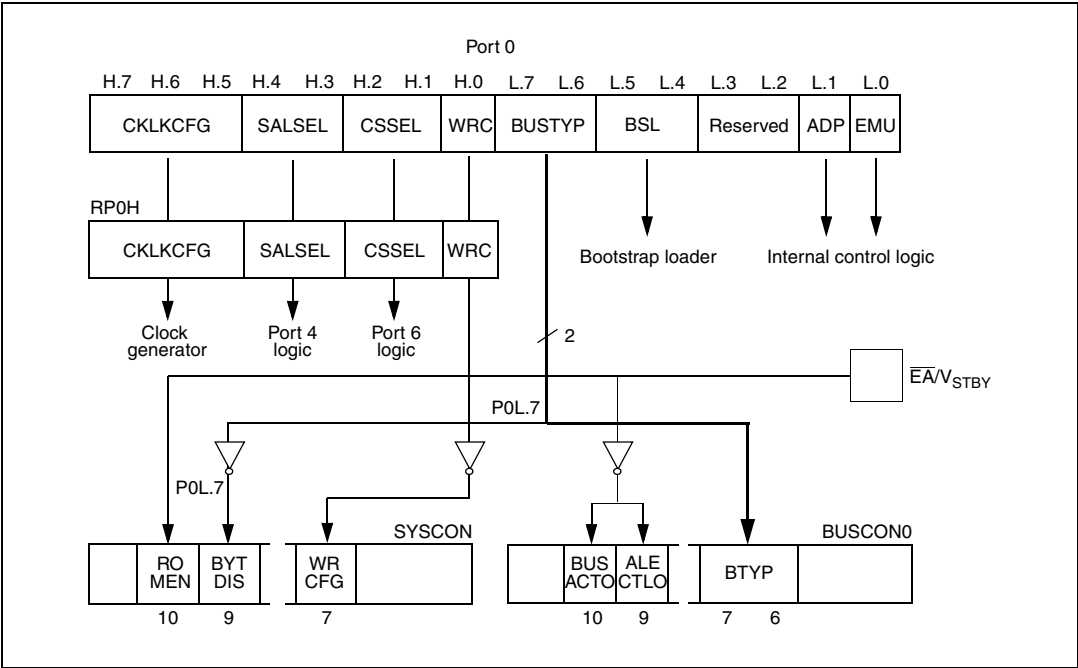 Port 0
H.7 H.6 H.5 H.4 H.3 H.2 H.1 H.0 L.7 L.6 L.5 L.4 L.3 L.2 L.1 L.0
CKLKCFG SALSEL CSSEL WRC BUSTYP BSL Reserved ADP EMU
RP0H
CKLKCFG SALSEL CSSEL WRC
Bootstrap loader Internal control logic
Clock generator
Port 4 logic
Port 6 logic
2
EA/VSTBY
P0L.7
P0L.7
SYSCON
BUSCON0
RO MEN
BYT DIS
WR CFG
BUS ACTO
ALE CTLO
BTYP
10 9 7 10 9 7 6